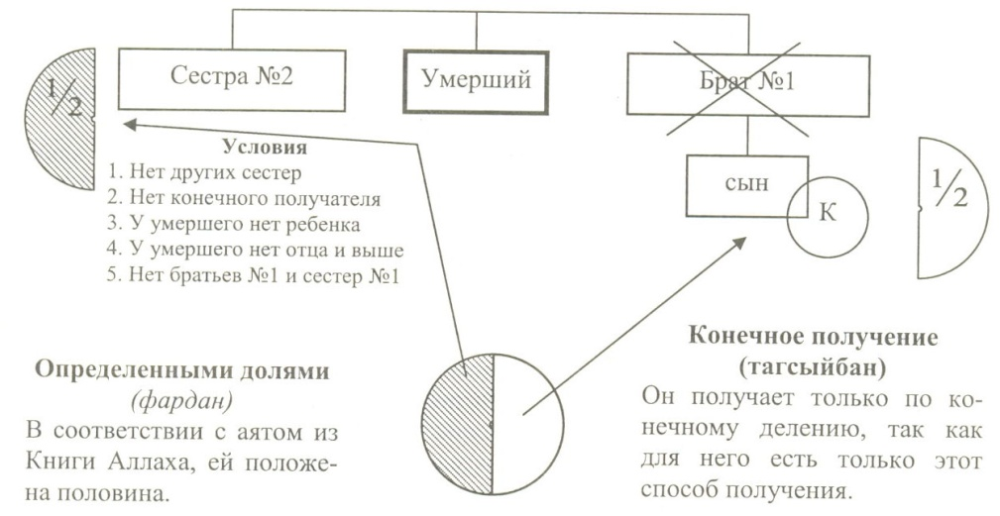 Сестра №2
Умерший
Брат №1
1/2
Условия
1. Нет других сестер
2. Нет конечного получателя
3. У умершего нет ребенка
4. У умершего нет отца и выше
5. Нет братьев №1 и сестер №1
сын
К
1/2
Определенными долями
(фардан)
В соответствии с аятом из
Книги Аллаха, ей положе-
на половина.
Конечное получение
(тагсыйбан)
Он получает только по ко-
нечному делению, так как
для него есть только этот
способ получения.